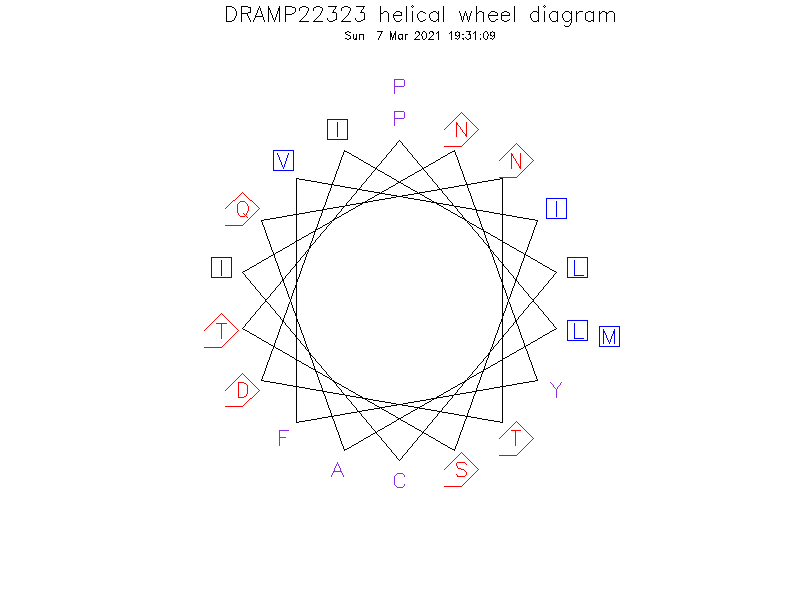 DRAMP22323 helical wheel diagram
Sun 7 Mar 2021 19:31:09
P
P
I N
V N
Q I
I L
T L M
D Y
F T
A S
C